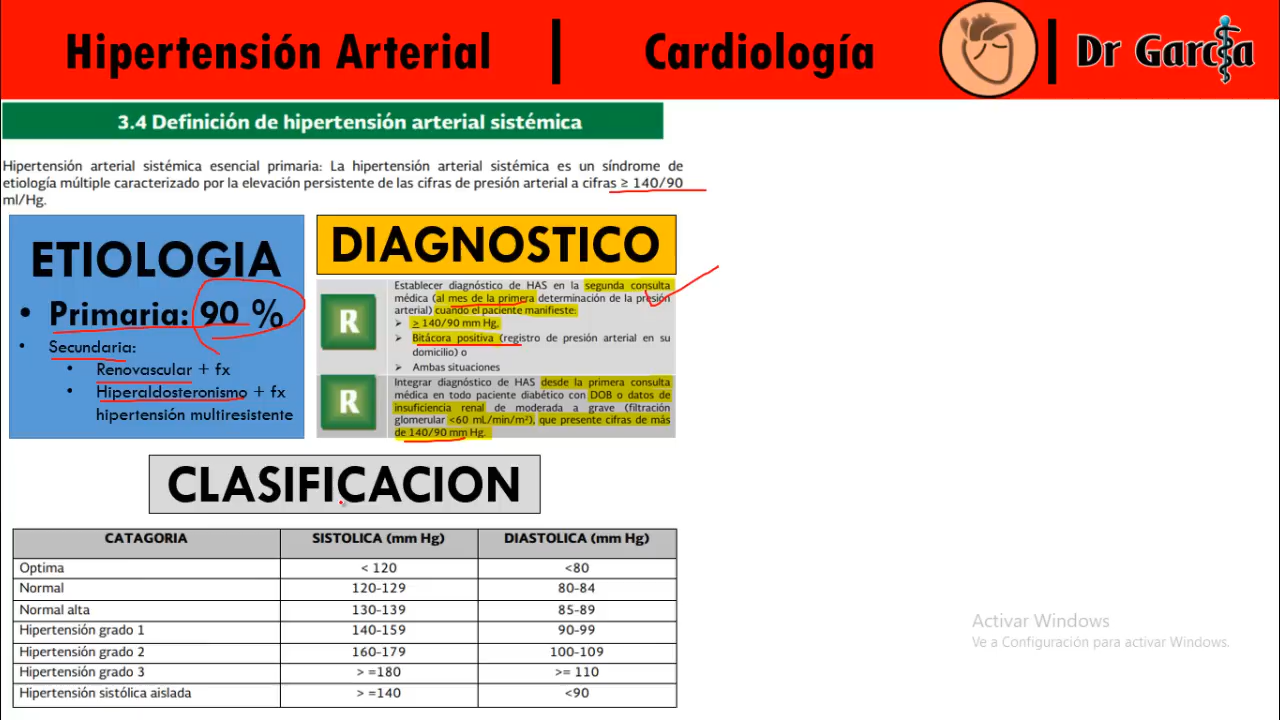 Hipertensión Arterial | Cardiología | Dr García
3.4 Definición de hipertensión arterial sistémica
Hipertensión arterial sistémica esencial primaria: La hipertensión arterial sistémica es un síndrome de
etiología múltiple caracterizado por la elevación persistente de las cifras de presión arterial a cifras ≥ 140/90
ml/Hg.
ETIOLOGIA
• Primaria: 90 %
• Secundaria:
• Renovascular + fx
• Hiperaldosteronismo + fx
hipertensión multiresistente
DIAGNOSTICO
R
Establecer diagnóstico de HAS en la segunda consulta
médica (al mes de la primera determinación de la presión
arterial) cuando el paciente manifieste:
➢ ≥ 140/90 mm Hg,
➢ Bitácora positiva (registro de presión arterial en su
domicilio) o
➢ Ambas situaciones
R
Integrar diagnóstico de HAS desde la primera consulta
médica en todo paciente diabético con DOB o datos de
insuficiencia renal de moderada a grave (filtración
glomerular <60 mL/min/m²), que presente cifras de más
de 140/90 mm Hg.
CLASIFICACION
CATAGORIA SISTOLICA (mm Hg) DIASTOLICA (mm Hg)
Optima < 120 <80
Normal 120-129 80-84
Normal alta 130-139 85-89
Hipertensión grado 1 140-159 90-99
Hipertensión grado 2 160-179 100-109
Hipertensión grado 3 > =180 >= 110
Hipertensión sistólica aislada > =140 <90
Activar Windows
Ve a Configuración para activar Windows.